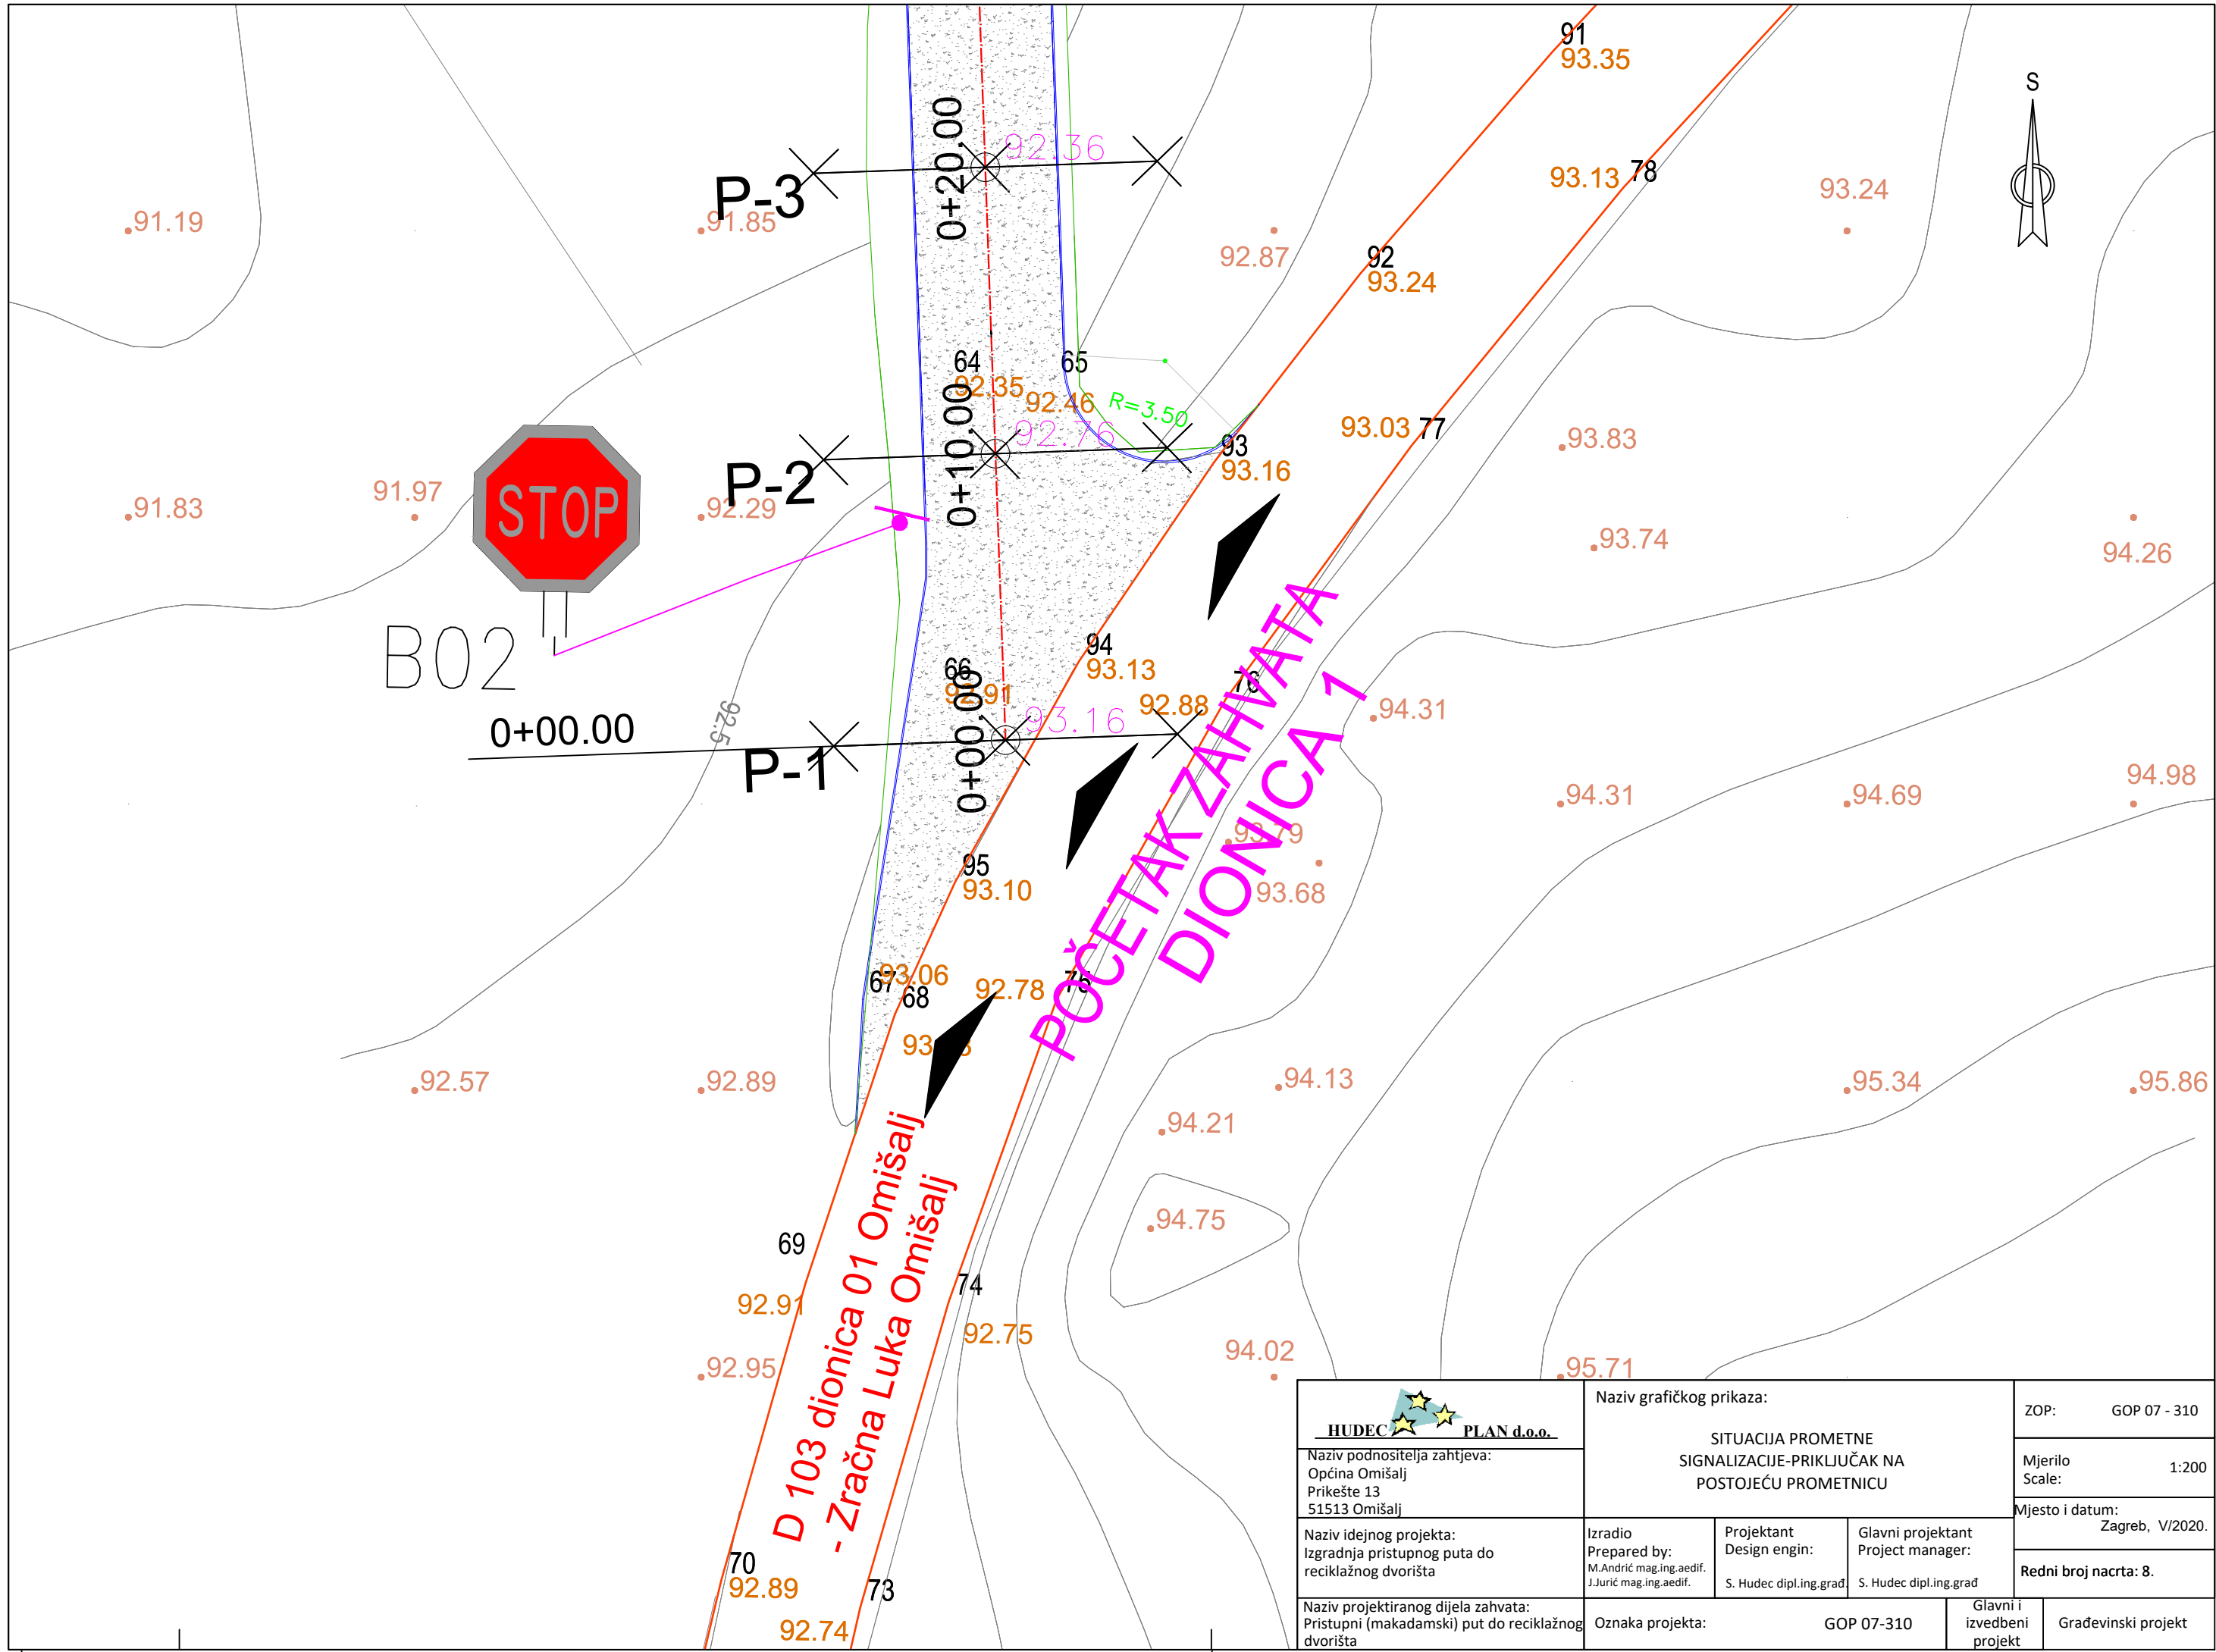 91
93.35
S
92.36
0+20.00
P-3
93.13 78
93.24
91.19
91.85
92.87
92
93.24
64
65
92.35
92.46
R=3.50
0+10.00
92.76
93
93.16
93.03 77
93.83
P-2
91.97
91.83
92.29
STOP
93.74
94.26
B02
94
93.13
66
92.91
76
92.88
94.31
0+00.00
92.5
93.16
0+00.00
P-1
POČETAK ZAHVATA
DIONICA 1
94.31
94.69
94.98
93.79
93.68
95
93.10
67
93.06
68
92.78
75
92.57
92.89
94.13
95.34
95.86
94.21
D 103 dionica 01 Omišalj
- Zračna Luka Omišalj
94.75
69
92.91
74
92.75
92.95
94.02
95.71
70
92.89
73
92.74
HUDEC PLAN d.o.o.
Naziv podnositelja zahtjeva:
Općina Omišalj
Prikešte 13
51513 Omišalj
Naziv grafičkog prikaza:
SITUACIJA PROMETNE
SIGNALIZACIJE-PRIKLJUČAK NA
POSTOJEĆU PROMETNICU
ZOP: GOP 07 - 310
Mjerilo
Scale: 1:200
Mjesto i datum:
Zagreb, V/2020.
Redni broj nacrta: 8.
Naziv idejnog projekta:
Izgradnja pristupnog puta do
reciklažnog dvorišta
Izradio
Prepared by:
M.Andrić mag.ing.aedif.
J.Jurić mag.ing.aedif.
Projektant
Design engin:
S. Hudec dipl.ing.građ.
Glavni projektant
Project manager:
S. Hudec dipl.ing.građ
Naziv projektiranog dijela zahvata:
Pristupni (makadamski) put do reciklažnog
dvorišta
Oznaka projekta: GOP 07-310
Glavni i
izvedbeni
projekt
Građevinski projekt